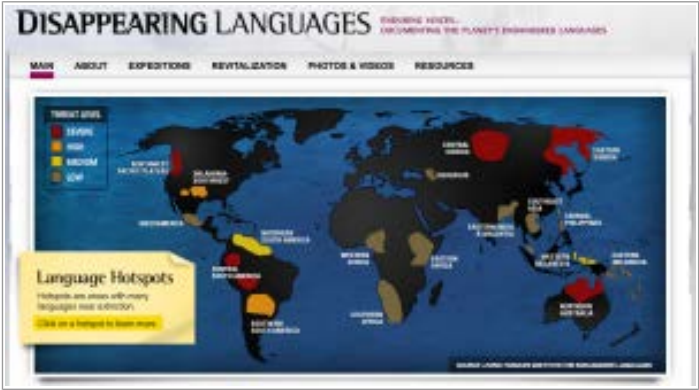 DISAPPEARING LANGUAGES
ENDURING VOICES
DOCUMENTING THE PLANET'S ENDANGERED LANGUAGES
MAIN
ABOUT
EXPEDITIONS
REVITALIZATION
PHOTOS & VIDEOS
RESOURCES
THREAT LEVEL
SEVERE
HIGH
MEDIUM
LOW
NORTHWEST
PACIFIC PLATEAU
OKLAHOMA
SOUTHWEST
MESOAMERICA
NORTHERN
SOUTH AMERICA
CENTRAL
SOUTH AMERICA
SOUTHERN
SOUTH AMERICA
WESTERN
AFRICA
EASTERN
AFRICA
SOUTHERN
AFRICA
CENTRAL
SIBERIA
EASTERN
SIBERIA
CAUCASUS
SOUTHEAST
ASIA
PHILIPPINES
WESTERN
MELANESIA
EASTERN
MELANESIA
NORTHERN
AUSTRALIA
Language Hotspots
Hotspots are areas with many
languages near extinction.
Click on a hotspot to learn more.